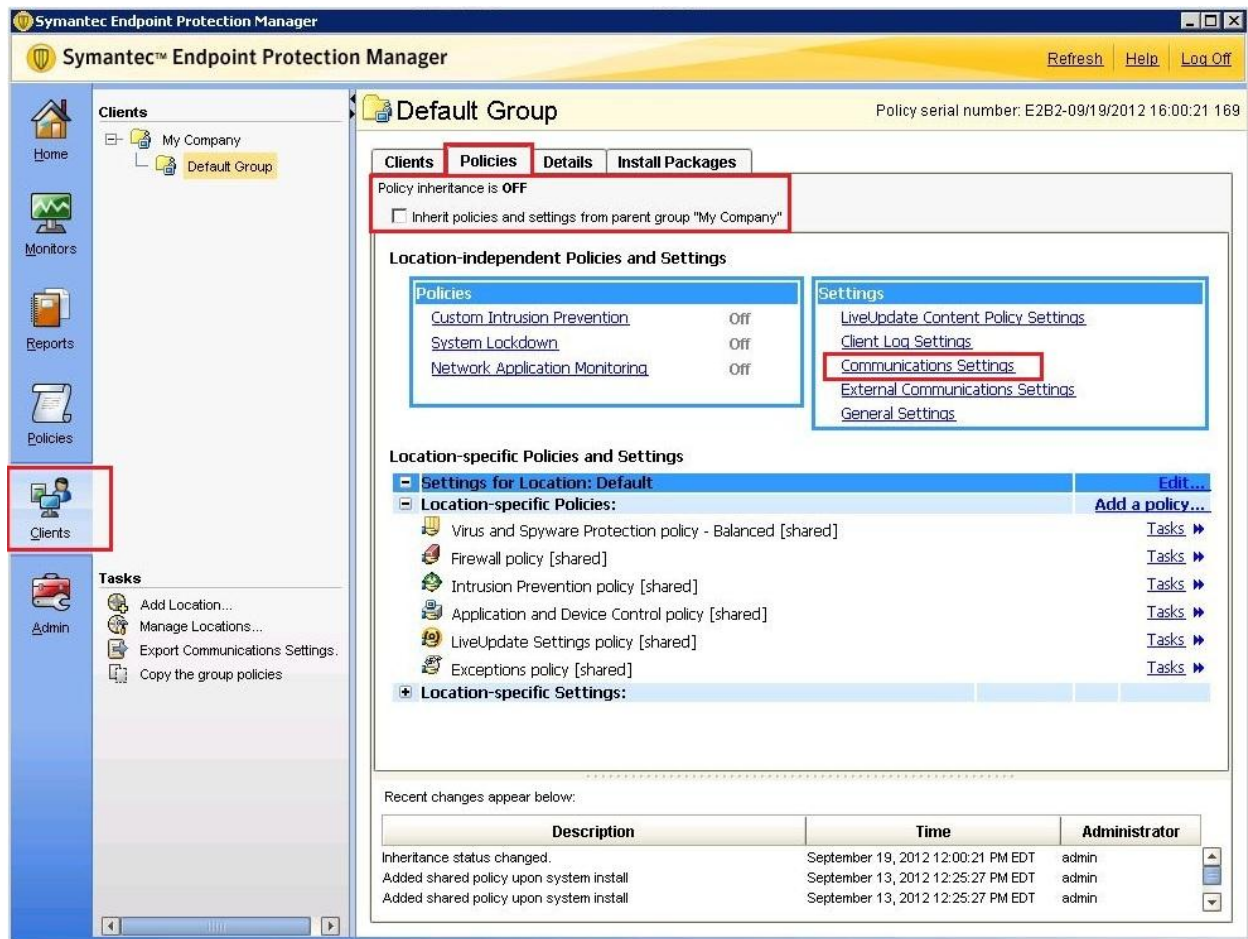 Symantec Endpoint Protection Manager
Symantec™ Endpoint Protection Manager
Refresh Help Log Off
Home
Monitors
Reports
Policies
Clients
Admin
Clients
My Company
Default Group
Tasks
Add Location...
Manage Locations...
Export Communications Settings.
Copy the group policies
Default Group
Policy serial number: E2B2-09/19/2012 16:00:21 169
Clients Policies Details Install Packages
Policy inheritance is OFF
Inherit policies and settings from parent group "My Company"
Location-independent Policies and Settings
Policies
Custom Intrusion Prevention Off
System Lockdown Off
Network Application Monitoring Off
Settings
LiveUpdate Content Policy Settings
Client Log Settings
Communications Settings
External Communications Settings
General Settings
Location-specific Policies and Settings
Settings for Location: Default Edit...
Location-specific Policies: Add a policy...
Virus and Spyware Protection policy - Balanced [shared] Tasks
Firewall policy [shared] Tasks
Intrusion Prevention policy [shared] Tasks
Application and Device Control policy [shared] Tasks
LiveUpdate Settings policy [shared] Tasks
Exceptions policy [shared] Tasks
Location-specific Settings:
Recent changes appear below:
Description Time Administrator
Inheritance status changed. September 19, 2012 12:00:21 PM EDT admin
Added shared policy upon system install September 13, 2012 12:25:27 PM EDT admin
Added shared policy upon system install September 13, 2012 12:25:27 PM EDT admin